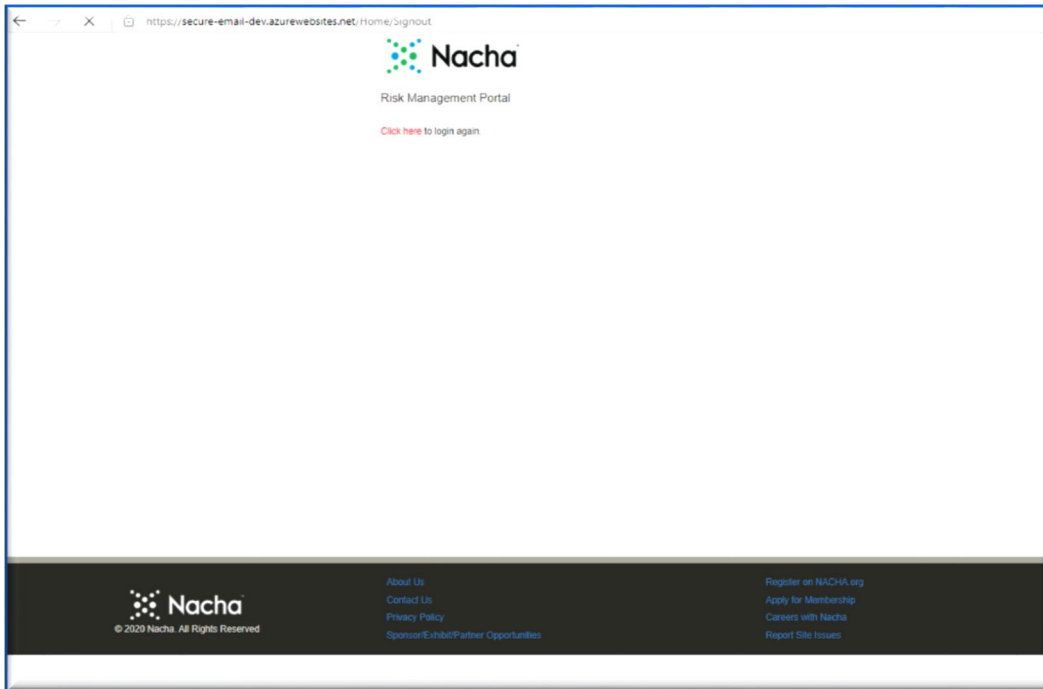 https://secure-email-dev.azurewebsites.net/Home/Signout
Nacha
Risk Management Portal
Click here to login again
Nacha
© 2020 Nacha. All Rights Reserved
About Us
Contact Us
Privacy Policy
Sponsor/Exhibit/Partner Opportunities
Register on NACHA.org
Apply for Membership
Careers with Nacha
Report Site Issues